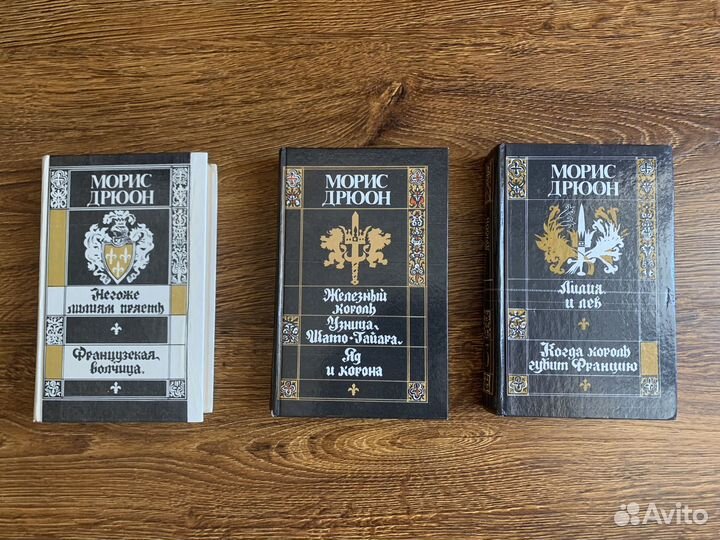 МОРИС
ДРЮОН
Негоже
лилиям прясть
Французская
волчица.
МОРИС
ДРЮОН
Железный
король
Узница
Шато-Гайара.
Яд
и корона
МОРИС
ДРЮОН
Лилия
и лев
Когда король
губит Францию
Avito